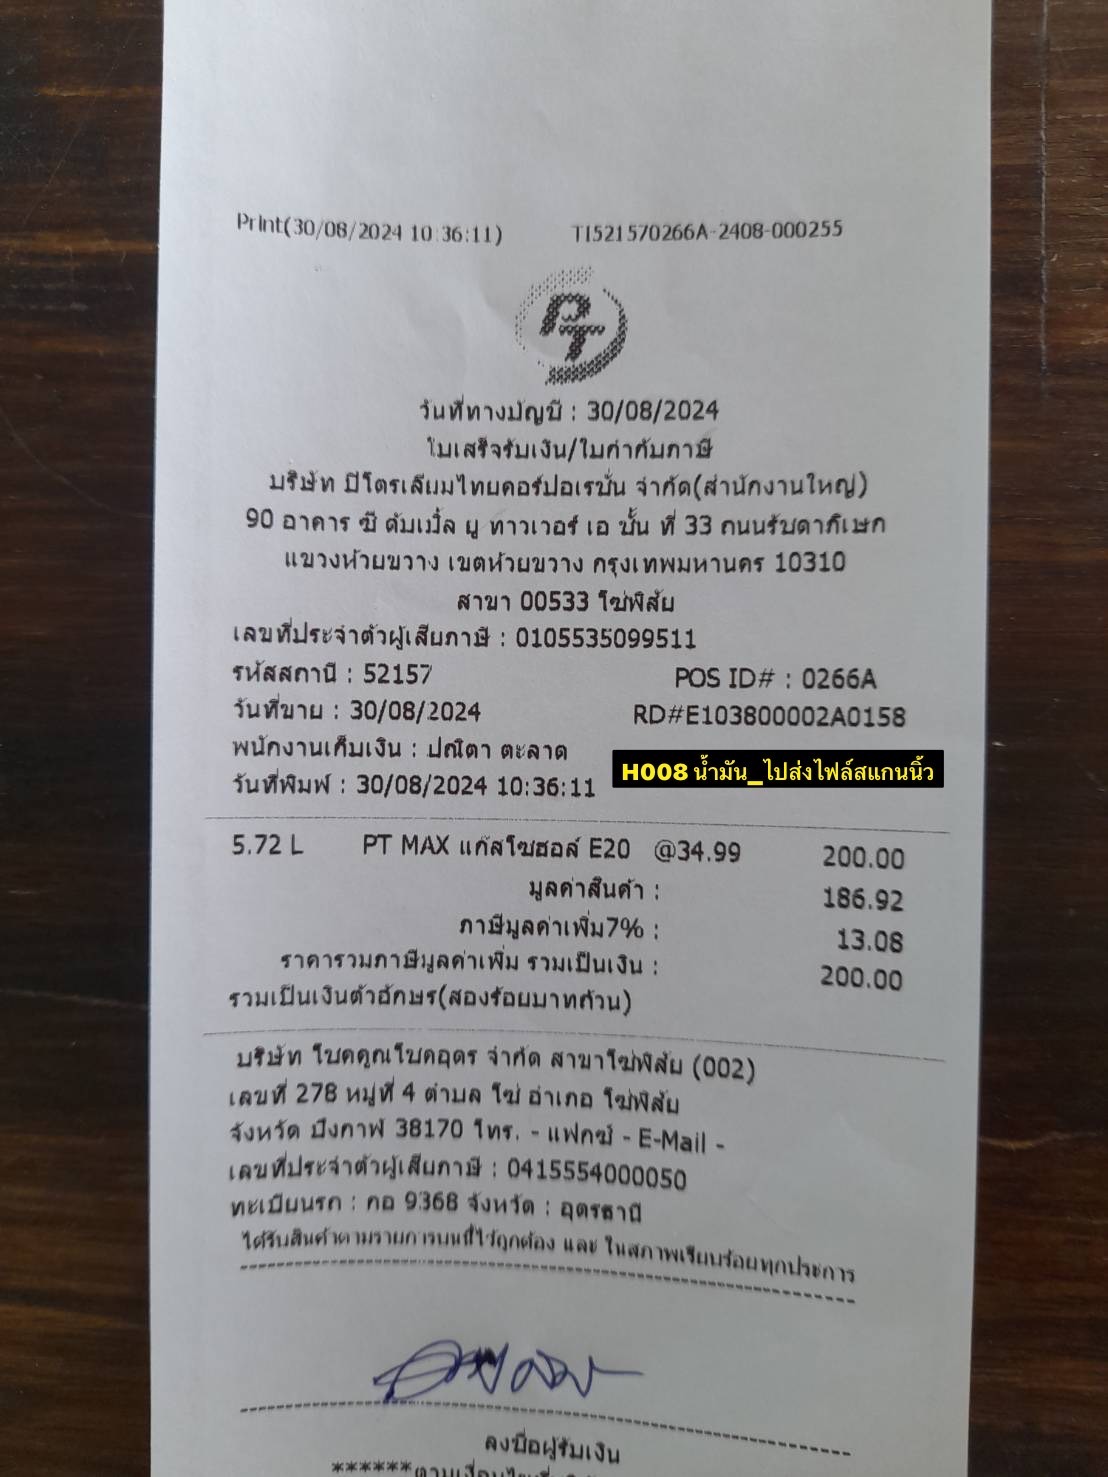 Print(30/08/2024 10:36:11) TI521570266A-2408-000255
PT
วันที่ทางบัญชี : 30/08/2024
ใบเสร็จรับเงิน/ใบกำกับภาษี
บริษัท ปิโตรเลียมไทยคอร์ปอเรชั่น จำกัด(สำนักงานใหญ่)
90 อาคาร ซี ดับเบิ้ล ยู ทาวเวอร์ เอ ชั้น ที่ 33 ถนนรัชดาภิเษก
แขวงห้วยขวาง เขตห้วยขวาง กรุงเทพมหานคร 10310
สาขา 00533 โซ่พิสัย
เลขที่ประจำตัวผู้เสียภาษี : 0105535099511
รหัสสถานี : 52157 POS ID# : 0266A
วันที่ขาย : 30/08/2024 RD#E103800002A0158
พนักงานเก็บเงิน : ปณิตา ตะลาด
H008 น้ำมัน_ไปส่งไฟล์สแกนนิ้ว
วันที่พิมพ์ : 30/08/2024 10:36:11
5.72 L PT MAX แก๊สโซฮอล์ E20 @34.99 200.00
มูลค่าสินค้า : 186.92
ภาษีมูลค่าเพิ่ม7% : 13.08
ราคารวมภาษีมูลค่าเพิ่ม รวมเป็นเงิน : 200.00
รวมเป็นเงินตัวอักษร(สองร้อยบาทถ้วน)
บริษัท โชคคูณโชคอุดร จำกัด สาขาโซ่พิสัย (002)
เลขที่ 278 หมู่ที่ 4 ตำบล โซ่ อำเภอ โซ่พิสัย
จังหวัด บึงกาฬ 38170 โทร. - แฟกซ์ - E-Mail -
เลขที่ประจำตัวผู้เสียภาษี : 0415554000050
ทะเบียนรถ : กอ 9368 จังหวัด : อุดรธานี
ได้รับสินค้าตามรายการบนนี้ไว้ถูกต้อง และ ในสภาพเรียบร้อยทุกประการ
ลงชื่อผู้รับเงิน